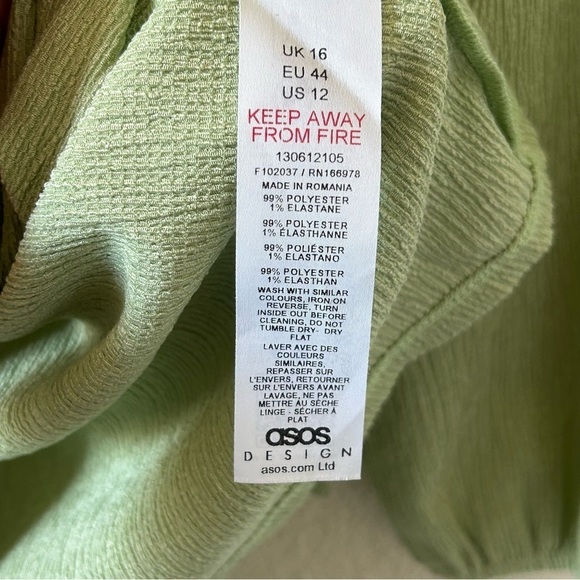 UK 16
EU 44
US 12
KEEP AWAY
FROM FIRE
130612105
F102037 / RN166978
MADE IN ROMANIA
99% POLYESTER
1% ELASTANE
99% POLYESTER
1% ÉLASTHANNE
99% POLIÉSTER
1% ELASTANO
99% POLYESTER
1% ELASTHAN
WASH WITH SIMILAR
COLOURS, IRON ON
REVERSE, TURN
INSIDE OUT BEFORE
CLEANING, DO NOT
TUMBLE DRY- DRY
FLAT
LAVER AVEC DES
COULEURS
SIMILAIRES,
REPASSER SUR
L'ENVERS, RETOURNER
SUR L'ENVERS AVANT
LAVAGE, NE PAS
METTRE AU SÈCHE
LINGE - SÉCHER À
PLAT
asos
DESIGN
asos.com Ltd